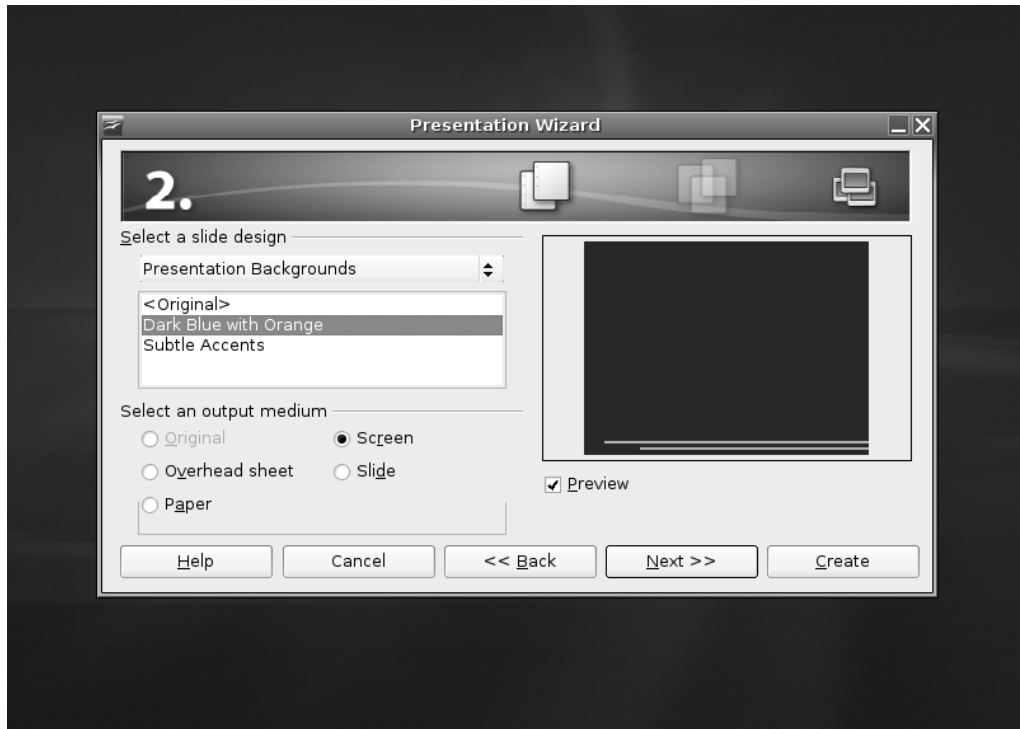 Presentation Wizard
2.
Select a slide design
Presentation Backgrounds
<Original>
Dark Blue with Orange
Subtle Accents
Select an output medium
Original
Screen
Overhead sheet
Slide
Paper
Preview
Help
Cancel
<< Back
Next >>
Create